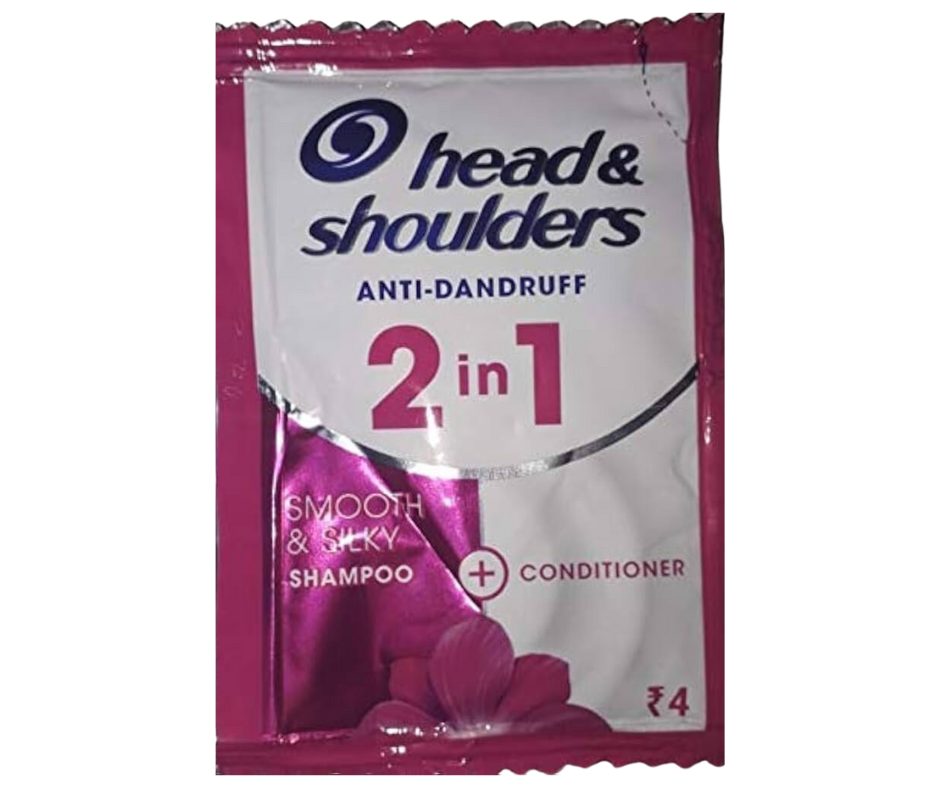 head &
shoulders
ANTI-DANDRUFF
2 in 1
SMOOTH
& SILKY
SHAMPOO
+ CONDITIONER
₹4